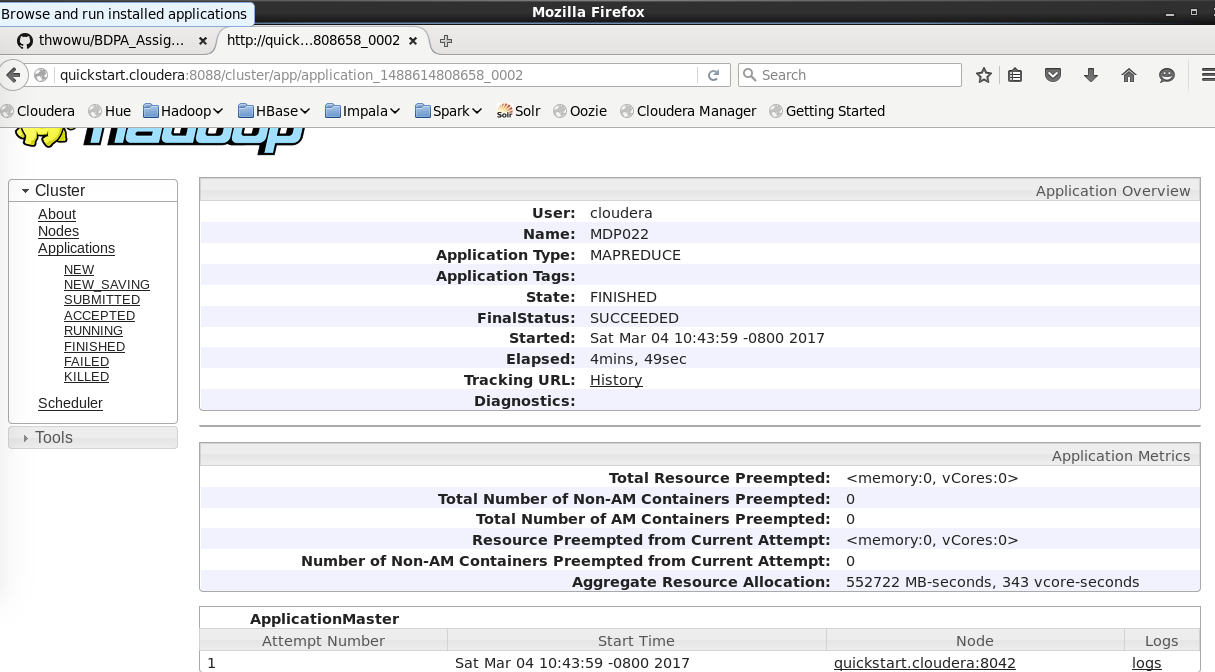 Browse and run installed applications
Mozilla Firefox
thwowu/BDPA_Assig...
http://quick...808658_0002
quickstart.cloudera:8088/cluster/app/application_1488614808658_0002
Search
Cloudera Hue Hadoop HBase Impala Spark Solr Oozie Cloudera Manager Getting Started
hadoop
Cluster
About
Nodes
Applications
NEW
NEW_SAVING
SUBMITTED
ACCEPTED
RUNNING
FINISHED
FAILED
KILLED
Scheduler
Tools
Application Overview
User: cloudera
Name: MDP022
Application Type: MAPREDUCE
Application Tags:
State: FINISHED
FinalStatus: SUCCEEDED
Started: Sat Mar 04 10:43:59 -0800 2017
Elapsed: 4mins, 49sec
Tracking URL: History
Diagnostics:
Application Metrics
Total Resource Preempted: <memory:0, vCores:0>
Total Number of Non-AM Containers Preempted: 0
Total Number of AM Containers Preempted: 0
Resource Preempted from Current Attempt: <memory:0, vCores:0>
Number of Non-AM Containers Preempted from Current Attempt: 0
Aggregate Resource Allocation: 552722 MB-seconds, 343 vcore-seconds
ApplicationMaster
Attempt Number Start Time Node Logs
1 Sat Mar 04 10:43:59 -0800 2017 quickstart.cloudera:8042 logs